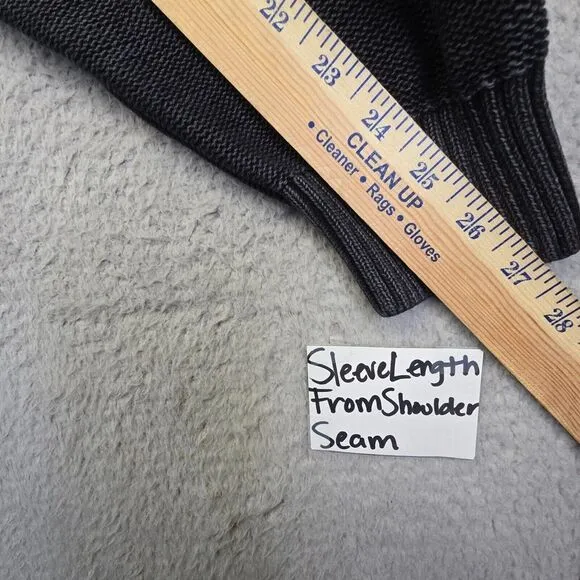 22
23
24
25
26
27
28
CLEAN UP
• Cleaner • Rags • Gloves
SleeveLength
FromShoulder
Seam